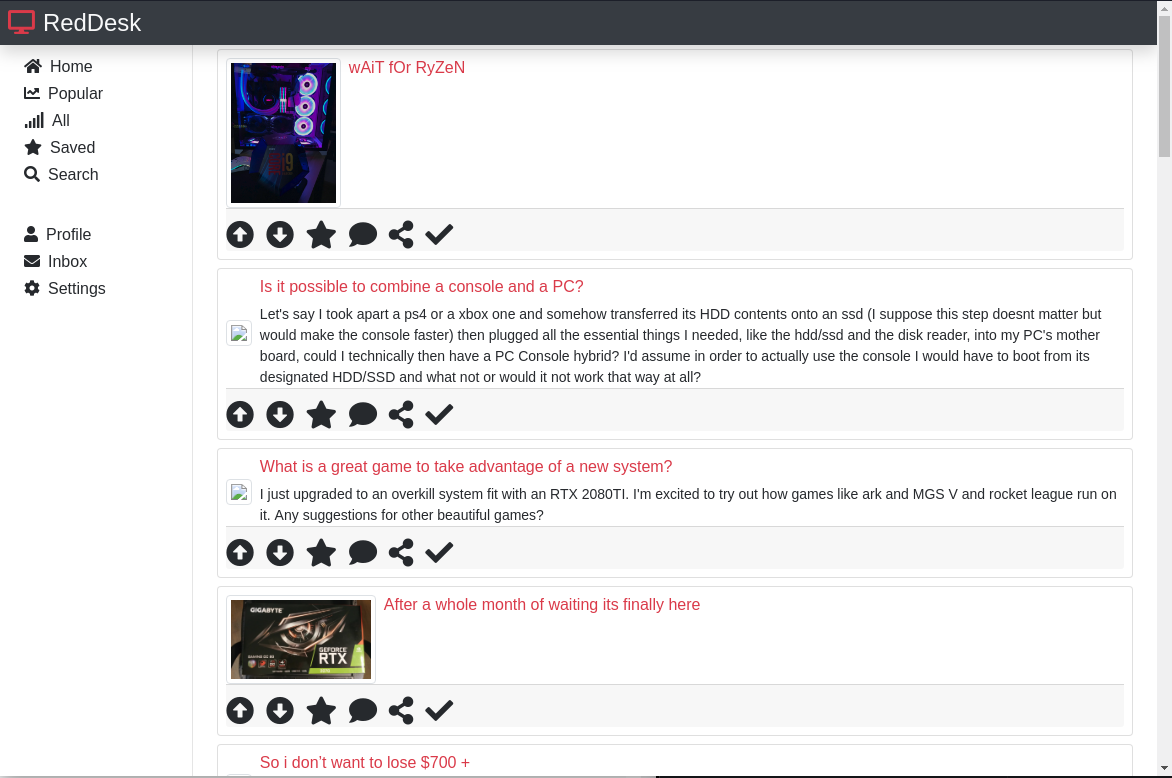 RedDesk
Home
Popular
All
Saved
Search
Profile
Inbox
Settings
wAiT fOr RyZeN
i9
Is it possible to combine a console and a PC?
Let's say I took apart a ps4 or a xbox one and somehow transferred its HDD contents onto an ssd (I suppose this step doesnt matter but
would make the console faster) then plugged all the essential things I needed, like the hdd/ssd and the disk reader, into my PC's mother
board, could I technically then have a PC Console hybrid? I'd assume in order to actually use the console I would have to boot from its
designated HDD/SSD and what not or would it not work that way at all?
What is a great game to take advantage of a new system?
I just upgraded to an overkill system fit with an RTX 2080TI. I'm excited to try out how games like ark and MGS V and rocket league run on
it. Any suggestions for other beautiful games?
After a whole month of waiting its finally here
GIGABYTE
GEFORCE
RTX
So i don’t want to lose $700 +